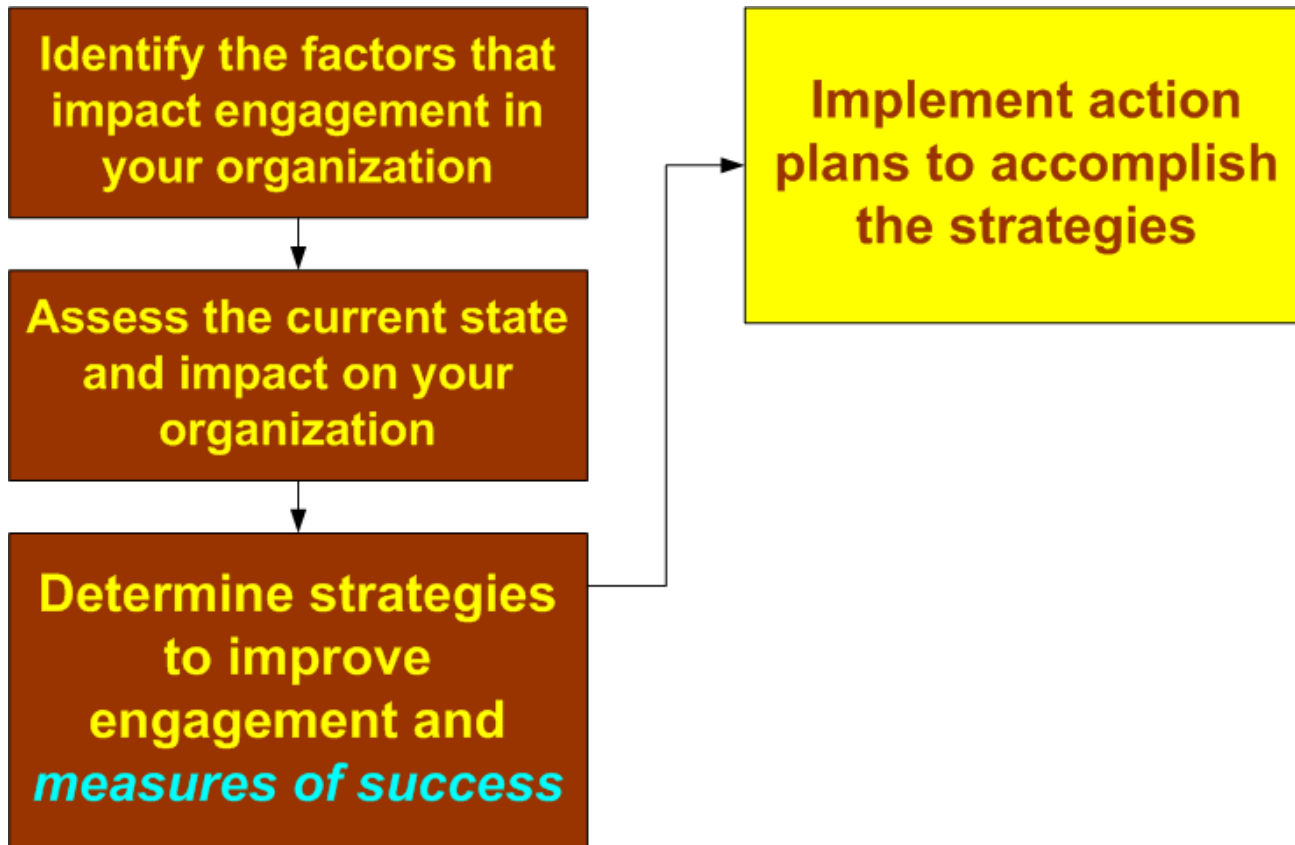 Identify the factors that
impact engagement in
your organization
Assess the current state
and impact on your
organization
Determine strategies
to improve
engagement and
measures of success
Implement action
plans to accomplish
the strategies